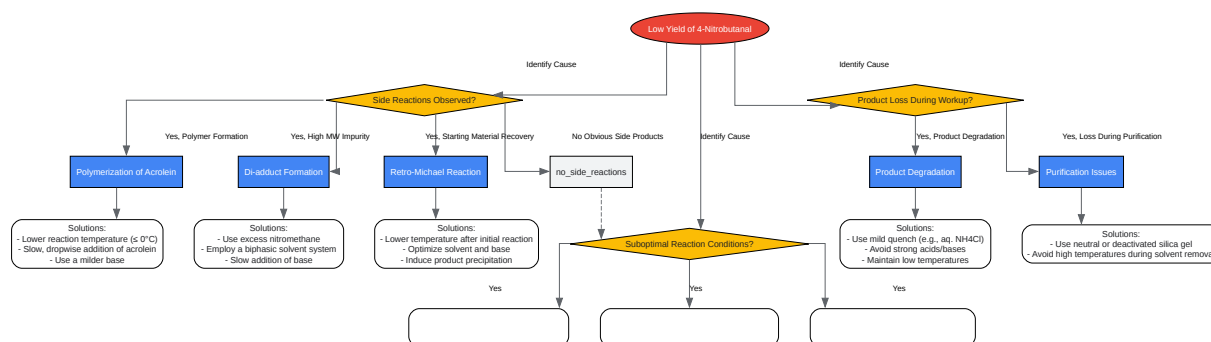 Low Yield of 4-Nitrobutanal
Identify Cause
Identify Cause
Side Reactions Observed?
Product Loss During Workup?
Yes, Polymer Formation
Yes, High MW Impurity
Yes, Starting Material Recovery
No Obvious Side Products
Identify Cause
Yes, Product Degradation
Yes, Loss During Purification
Polymerization of Acrolein
Di-adduct Formation
Retro-Michael Reaction
no_side_reactions
Product Degradation
Purification Issues
Solutions:
- Lower reaction temperature (≤ 0°C)
- Slow, dropwise addition of acrolein
- Use a milder base
Solutions:
- Use excess nitromethane
- Employ a biphasic solvent system
- Slow addition of base
Solutions:
- Lower temperature after initial reaction
- Optimize solvent and base
- Induce product precipitation
Suboptimal Reaction Conditions?
Solutions:
- Use mild quench (e.g., aq. NH4Cl)
- Avoid strong acids/bases
- Maintain low temperatures
Solutions:
- Use neutral or deactivated silica gel
- Avoid high temperatures during solvent remova
Yes
Yes
Yes